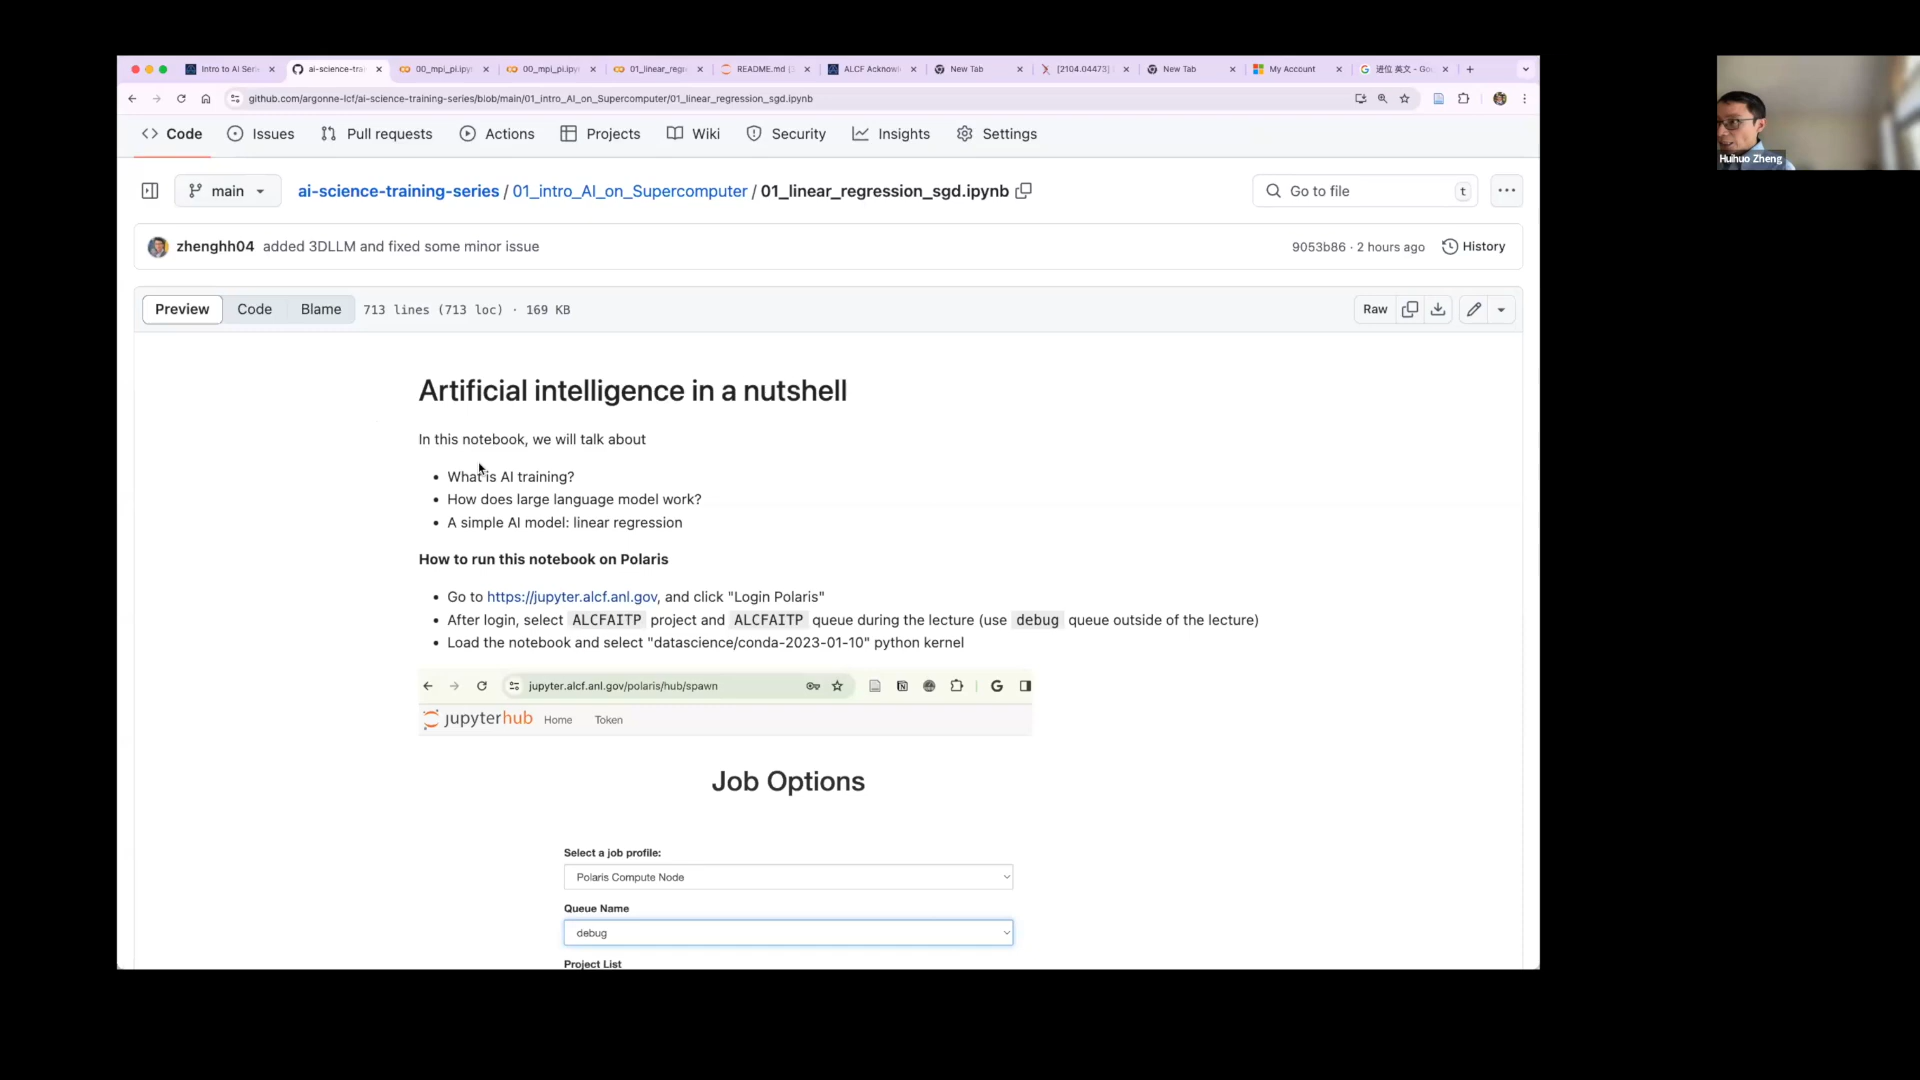 Intro to AI Seri
ai-science-trai
00_mpi_pi.ipy
00_mpi_pi.ipy
01_linear_regr
README.md (
ALCF Acknowl
New Tab
[2104.04473]
New Tab
My Account
进位 英文 - Go
github.com/argonne-lcf/ai-science-training-series/blob/main/01_intro_AI_on_Supercomputer/01_linear_regression_sgd.ipynb
Code Issues Pull requests Actions Projects Wiki Security Insights Settings
main ai-science-training-series / 01_intro_AI_on_Supercomputer / 01_linear_regression_sgd.ipynb Go to file t
Huihuo Zheng
zhenghh04 added 3DLLM and fixed some minor issue 9053b86 · 2 hours ago History
Preview Code Blame 713 lines (713 loc) · 169 KB Raw
Artificial intelligence in a nutshell
In this notebook, we will talk about
• What is AI training?
• How does large language model work?
• A simple AI model: linear regression
How to run this notebook on Polaris
• Go to https://jupyter.alcf.anl.gov, and click "Login Polaris"
• After login, select ALCFAITP project and ALCFAITP queue during the lecture (use debug queue outside of the lecture)
• Load the notebook and select "datascience/conda-2023-01-10" python kernel
jupyter.alcf.anl.gov/polaris/hub/spawn
jupyterhub Home Token
Job Options
Select a job profile:
Polaris Compute Node
Queue Name
debug
Project List